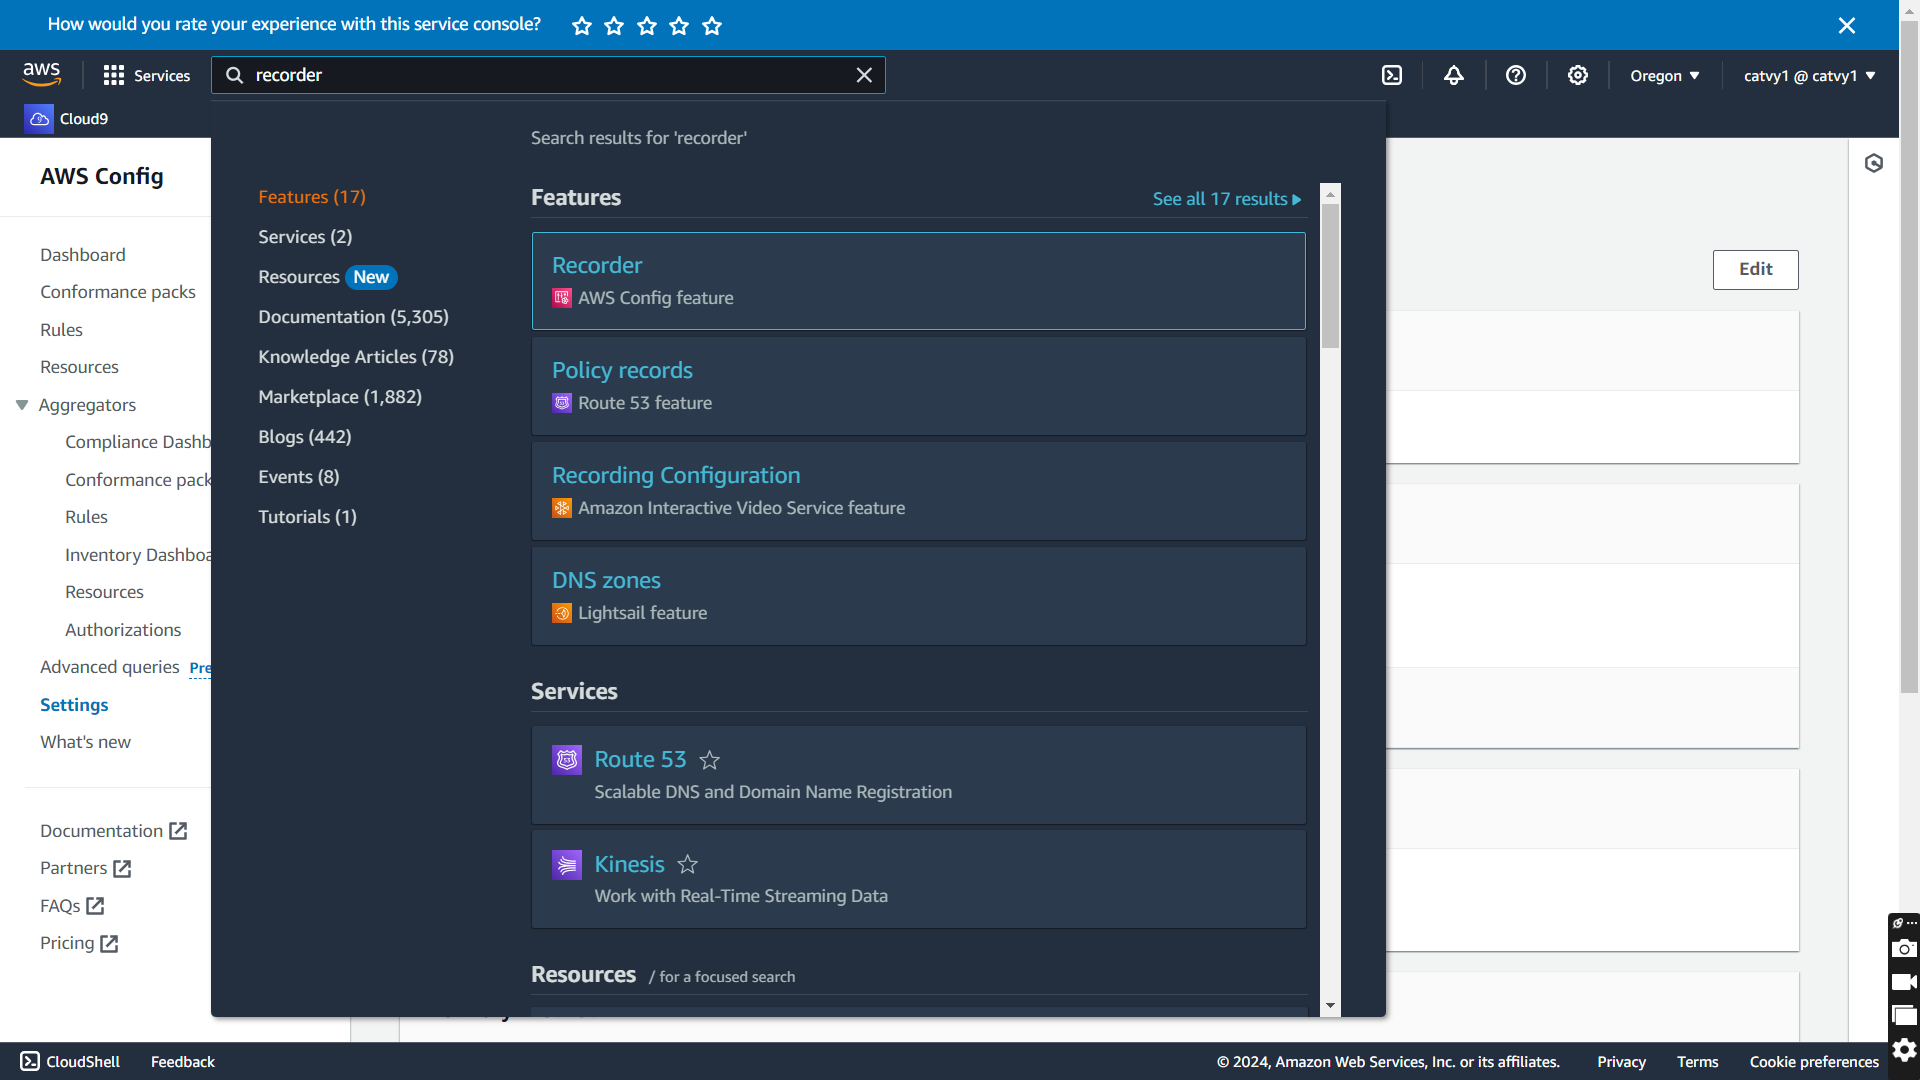 How would you rate your experience with this service console?
aws
Services
recorder
Oregon
catvy1 @ catvy1
Cloud9
AWS Config
Dashboard
Conformance packs
Rules
Resources
Aggregators
Compliance Dashb
Conformance pack
Rules
Inventory Dashboa
Resources
Authorizations
Advanced queries Pre
Settings
What's new
Documentation
Partners
FAQs
Pricing
Search results for 'recorder'
Features (17)
Services (2)
Resources New
Documentation (5,305)
Knowledge Articles (78)
Marketplace (1,882)
Blogs (442)
Events (8)
Tutorials (1)
Features
See all 17 results
Recorder
AWS Config feature
Policy records
Route 53 feature
Recording Configuration
Amazon Interactive Video Service feature
DNS zones
Lightsail feature
Services
Route 53
Scalable DNS and Domain Name Registration
Kinesis
Work with Real-Time Streaming Data
Resources / for a focused search
Edit
CloudShell
Feedback
© 2024, Amazon Web Services, Inc. or its affiliates.
Privacy
Terms
Cookie preferences